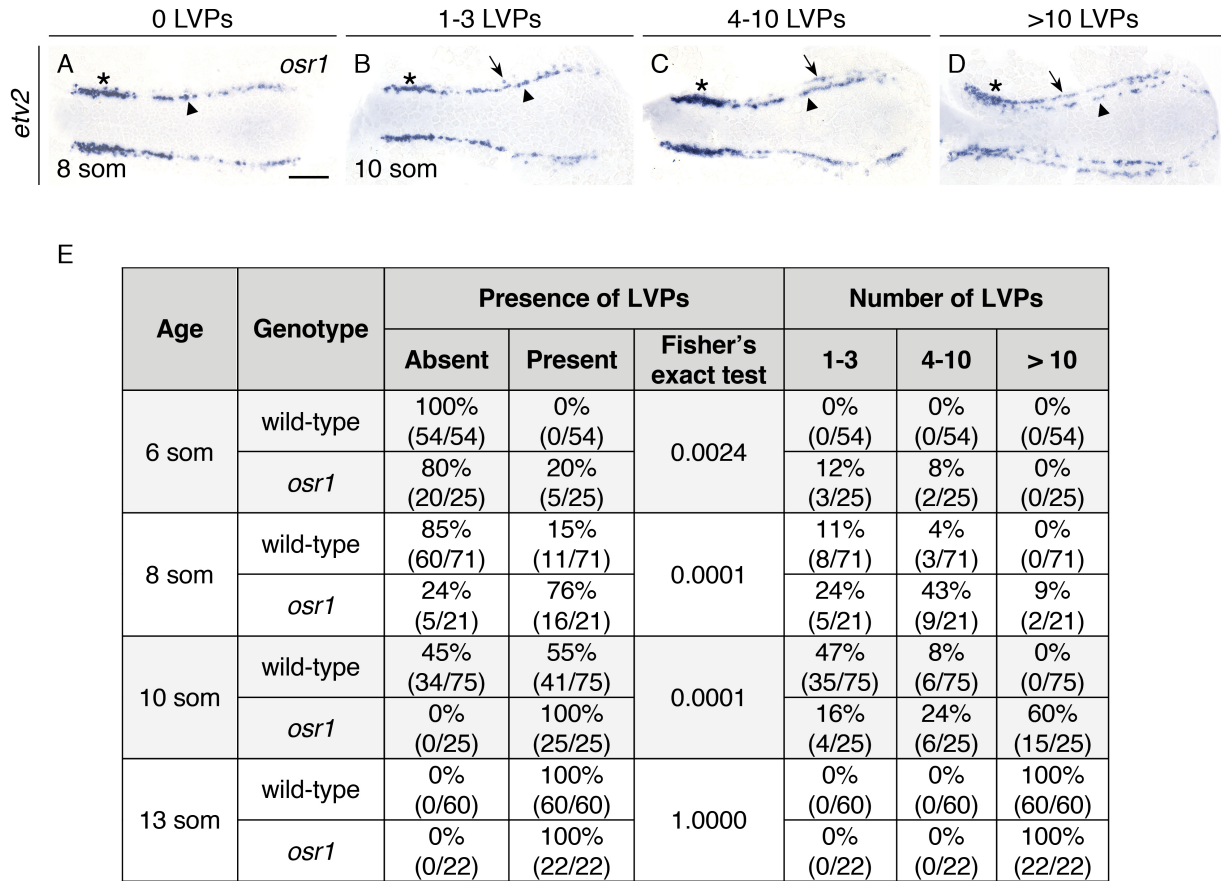 0 LVPs 1-3 LVPs 4-10 LVPs >10 LVPs
etv2
A * osr1 B * C * D *
8 som 10 som
E
Age Genotype Presence of LVPs Number of LVPs
Absent Present Fisher's exact test 1-3 4-10 > 10
6 som wild-type 100% 0% 0.0024 0% 0% 0%
(54/54) (0/54) (0/54) (0/54) (0/54)
osr1 80% 20% 12% 8% 0%
(20/25) (5/25) (3/25) (2/25) (0/25)
8 som wild-type 85% 15% 0.0001 11% 4% 0%
(60/71) (11/71) (8/71) (3/71) (0/71)
osr1 24% 76% 24% 43% 9%
(5/21) (16/21) (5/21) (9/21) (2/21)
10 som wild-type 45% 55% 0.0001 47% 8% 0%
(34/75) (41/75) (35/75) (6/75) (0/75)
osr1 0% 100% 16% 24% 60%
(0/25) (25/25) (4/25) (6/25) (15/25)
13 som wild-type 0% 100% 1.0000 0% 0% 100%
(0/60) (60/60) (0/60) (0/60) (60/60)
osr1 0% 100% 0% 0% 100%
(0/22) (22/22) (0/22) (0/22) (22/22)